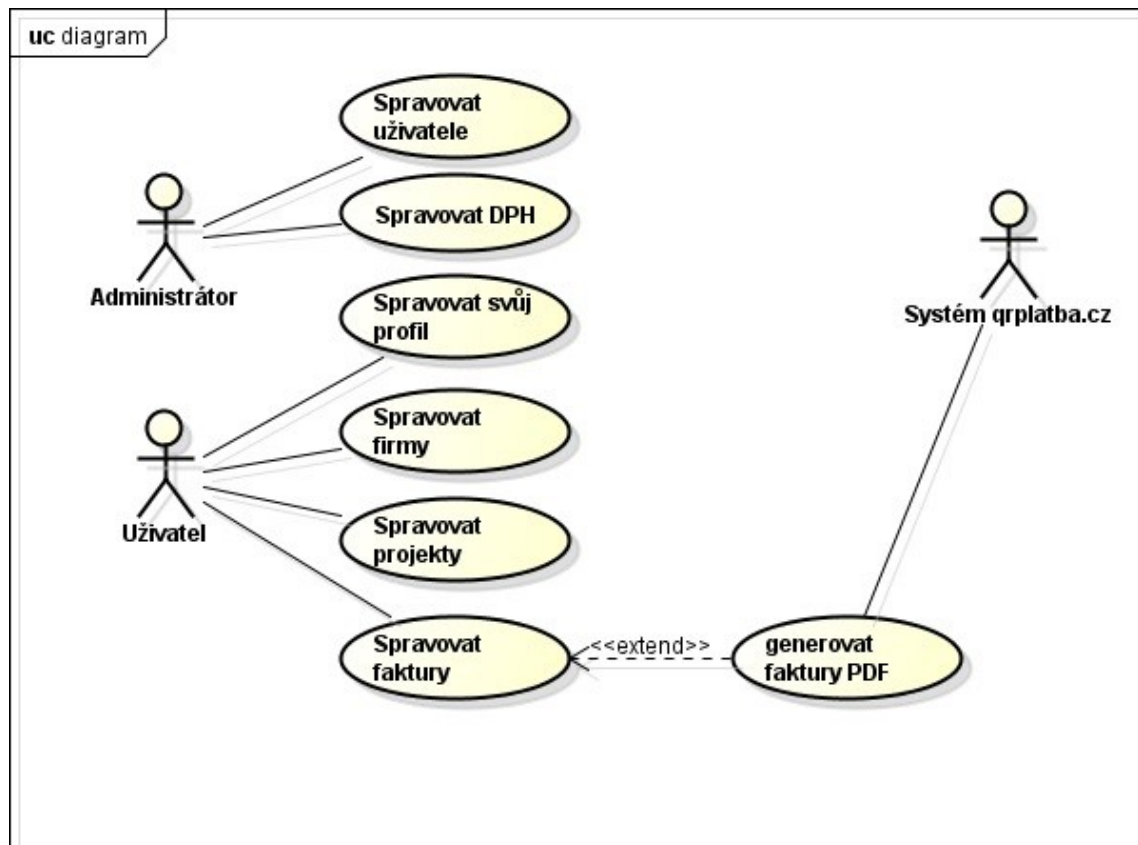 uc diagram
Spravovat
uživatele
Spravovat DPH
Administrátor
Spravovat svůj
profil
Systém qrplatba.cz
Spravovat
firmy
Uživatel
Spravovat
projekty
Spravovat
faktury
<<extend>>
generovat
faktury PDF